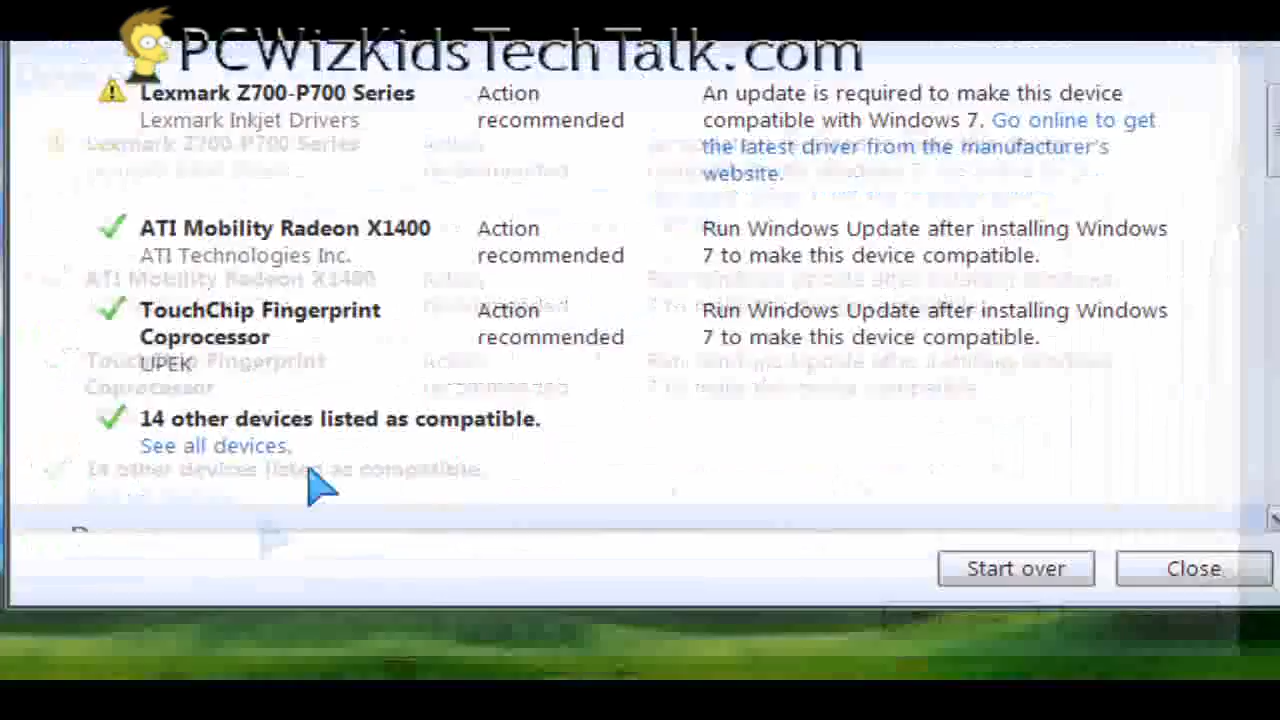 PCWizKidsTechTalk.com
Lexmark Z700-P700 Series Action An update is required to make this device
Lexmark Inkjet Drivers recommended compatible with Windows 7. Go online to get
the latest driver from the manufacturer's
website.
ATI Mobility Radeon X1400 Action Run Windows Update after installing Windows
ATI Technologies Inc. recommended 7 to make this device compatible.
TouchChip Fingerprint Action Run Windows Update after installing Windows
Coprocessor recommended 7 to make this device compatible.
UPEK
14 other devices listed as compatible.
See all devices.
Start over Close